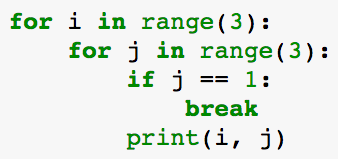 for i in range(3):
    for j in range(3):
        if j == 1:
            break
        print(i, j)